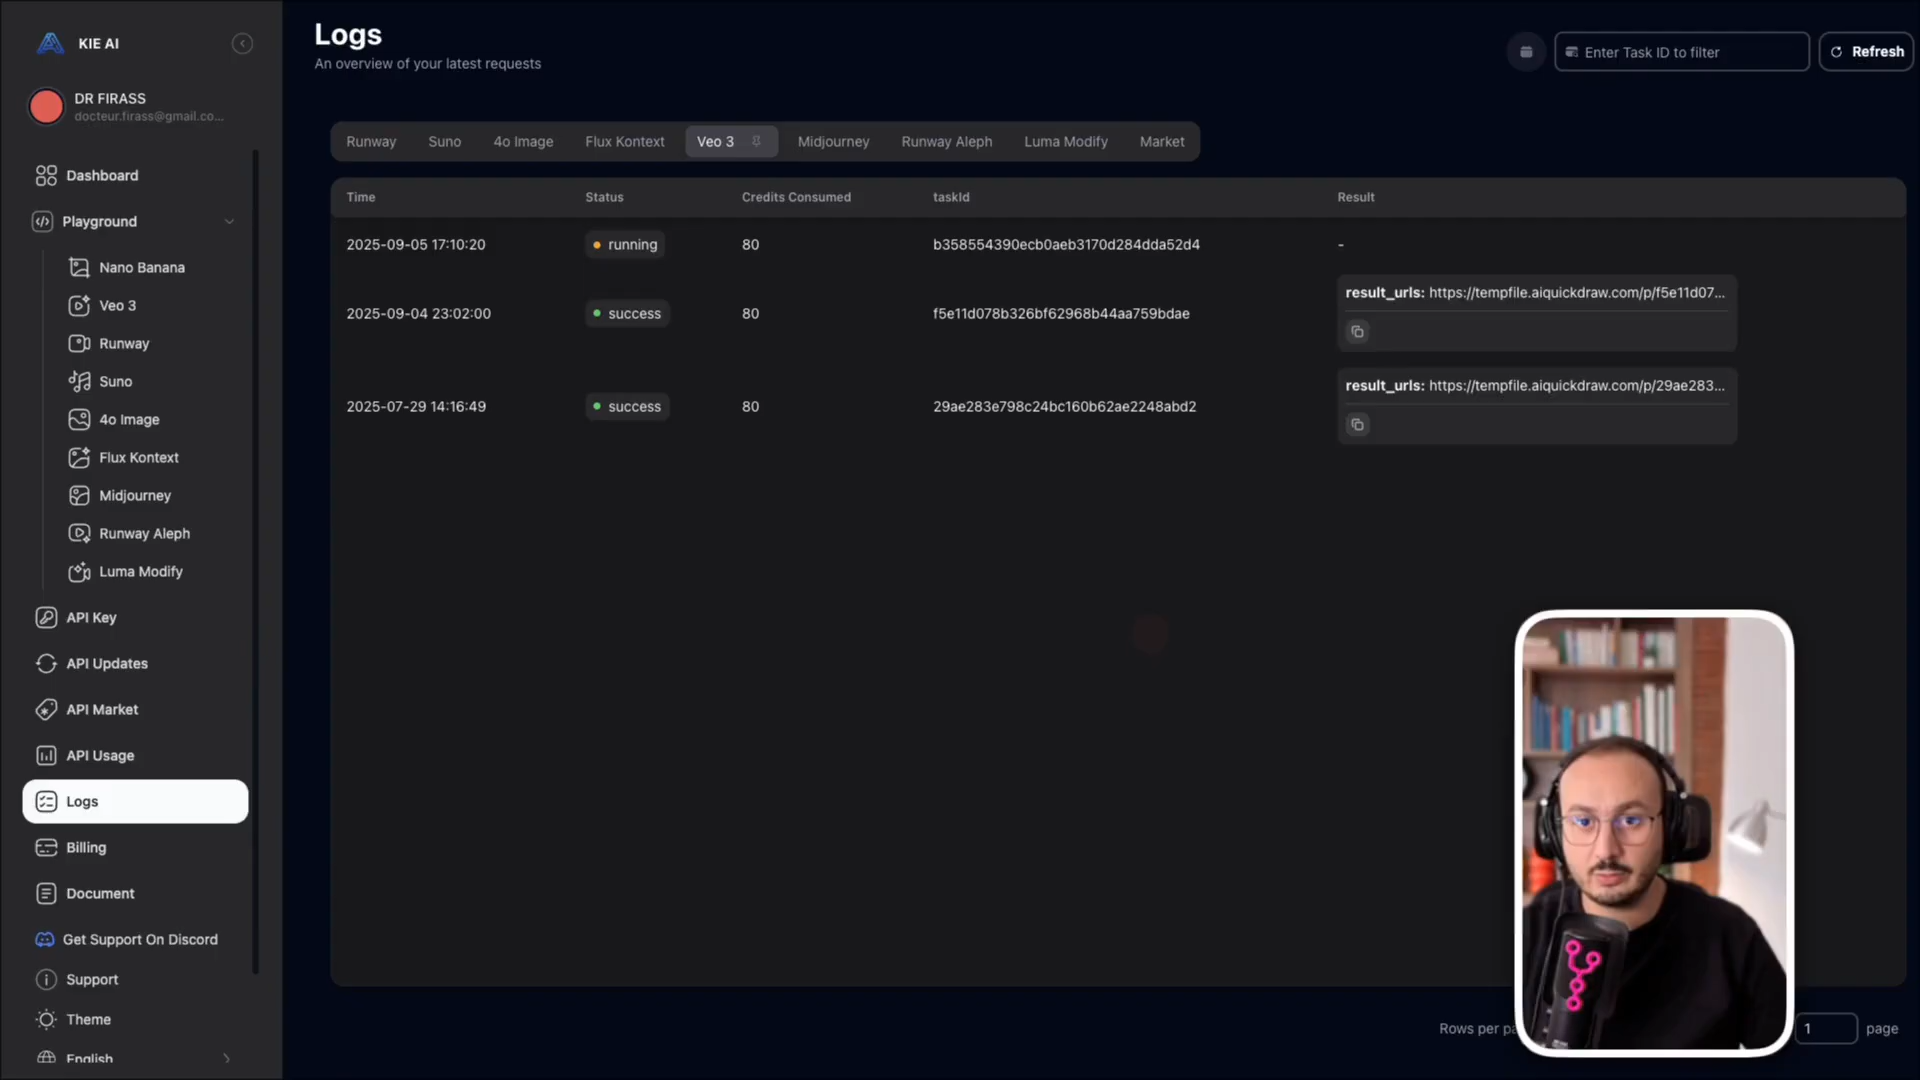 KIE AI
DR FIRASS
docteur.firass@gmail.co...
Dashboard
Playground
Nano Banana
Veo 3
Runway
Suno
4o Image
Flux Kontext
Midjourney
Runway Aleph
Luma Modify
API Key
API Updates
API Market
API Usage
Logs
Billing
Document
Get Support On Discord
Support
Theme
English
Logs
An overview of your latest requests
Enter Task ID to filter
Refresh
Runway Suno 4o Image Flux Kontext Veo 3 Midjourney Runway Aleph Luma Modify Market
Time Status Credits Consumed taskId Result
2025-09-05 17:10:20 running 80 b358554390ecb0aeb3170d284dda52d4 -
2025-09-04 23:02:00 success 80 f5e11d078b326bf62968b44aa759bdae result_urls: https://tempfile.aiquickdraw.com/p/f5e11d07...
2025-07-29 14:16:49 success 80 29ae283e798c24bc160b62ae2248abd2 result_urls: https://tempfile.aiquickdraw.com/p/29ae283...
Rows per pa 1 page